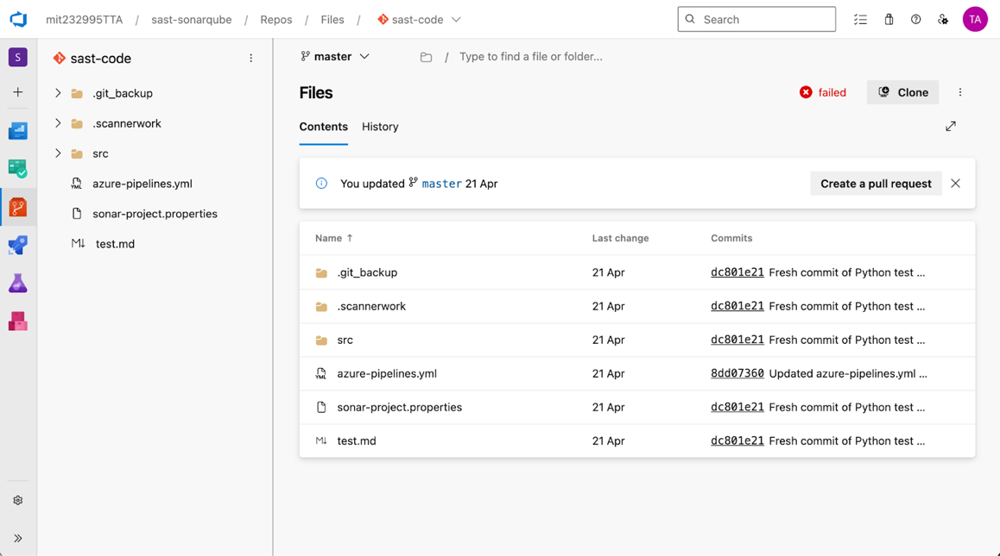 mit232995TTA / sast-sonarqube / Repos / Files / sast-code
Search
TA
S
sast-code
.git_backup
.scannerwork
src
azure-pipelines.yml
sonar-project.properties
test.md
master
/ Type to find a file or folder...
Files
failed
Clone
Contents History
You updated master 21 Apr
Create a pull request
Name ↑ Last change Commits
.git_backup 21 Apr dc801e21 Fresh commit of Python test ...
.scannerwork 21 Apr dc801e21 Fresh commit of Python test ...
src 21 Apr dc801e21 Fresh commit of Python test ...
azure-pipelines.yml 21 Apr 8dd07360 Updated azure-pipelines.yml ...
sonar-project.properties 21 Apr dc801e21 Fresh commit of Python test ...
test.md 21 Apr dc801e21 Fresh commit of Python test ...